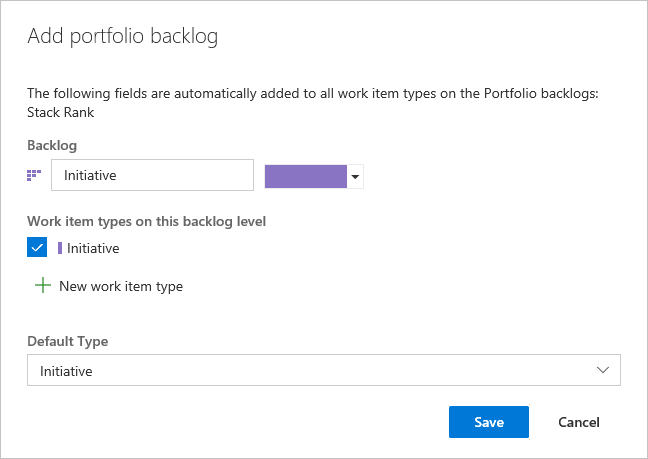 Add portfolio backlog
The following fields are automatically added to all work item types on the Portfolio backlogs:
Stack Rank
Backlog
Initiative
Work item types on this backlog level
Initiative
New work item type
Default Type
Initiative
Save Cancel